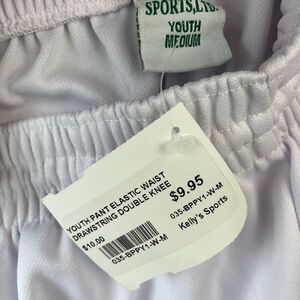 SPORTS, LTD.
YOUTH
MEDIUM
YOUTH PANT ELASTIC WAIST
DRAWSTRING DOUBLE KNEE
$10.00
035-BPPY1-W-M
$9.95
035-BPPY1-W-M
Kelly's Sports